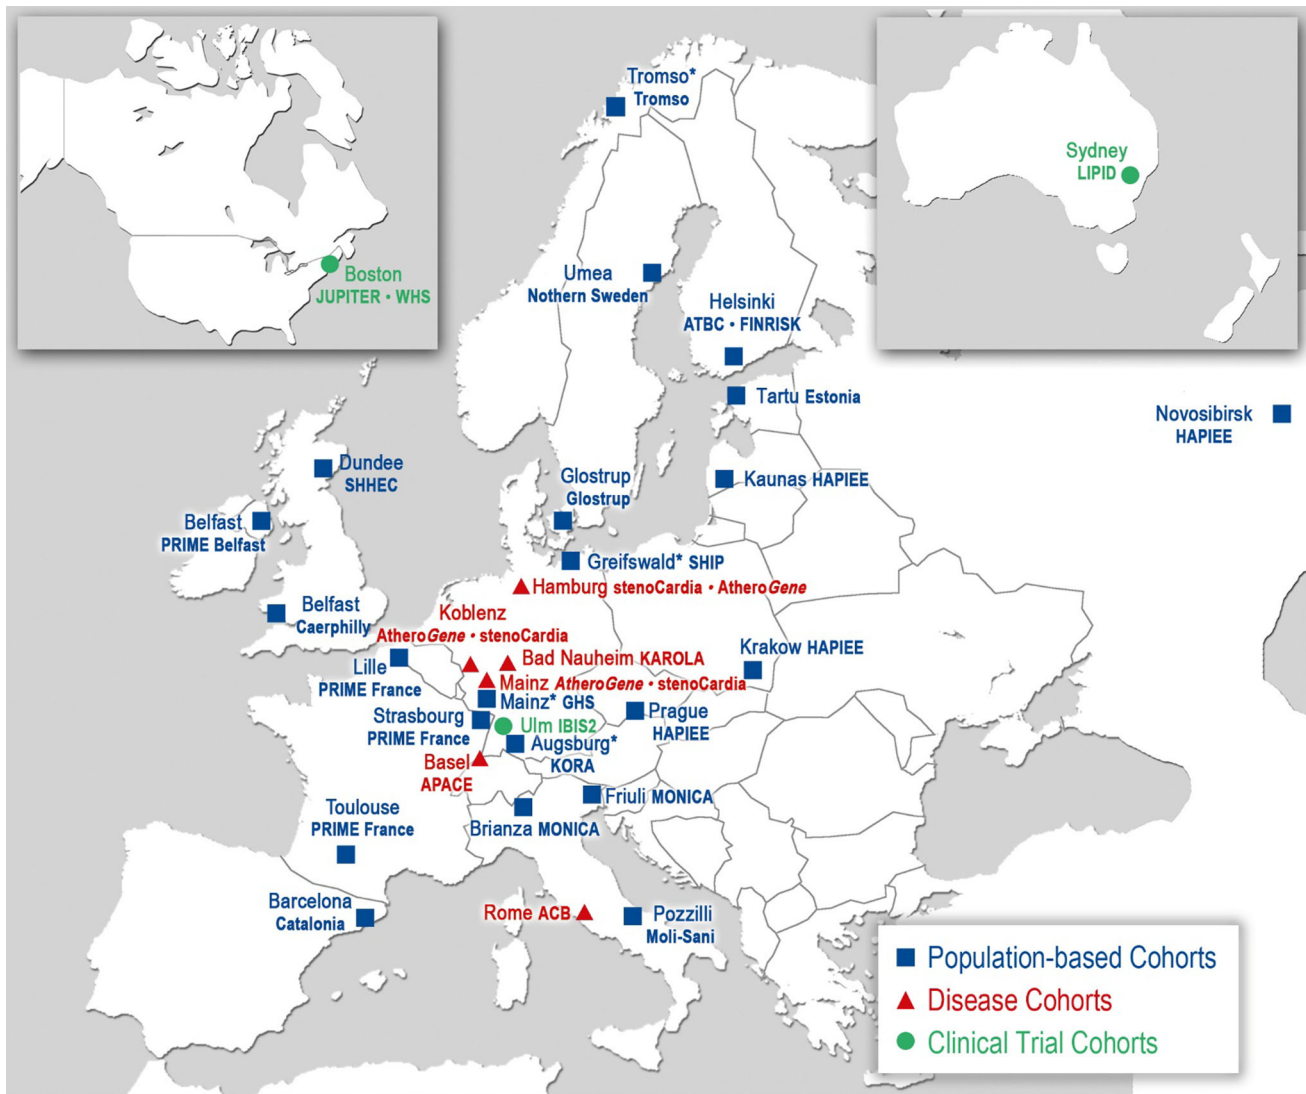 Boston
JUPITER • WHS
Sydney
LIPID
Tromso*
Tromso
Umea
Nothern Sweden
Helsinki
ATBC • FINRISK
Tartu Estonia
Novosibirsk
HAPIEE
Dundee
SHHEC
Glostrup
Glostrup
Kaunas HAPIEE
Belfast
PRIME Belfast
Greifswald* SHIP
Hamburg stenoCardia • AtheroGene
Belfast
Caerphilly
Koblenz
AtheroGene • stenoCardia
Krakow HAPIEE
Lille
PRIME France
Bad Nauheim KAROLA
Mainz AtheroGene • stenoCardia
Mainz* GHS
Strasbourg
PRIME France
Prague
HAPIEE
Ulm IBIS2
Augsburg*
KORA
Basel
APACE
Friuli MONICA
Toulouse
PRIME France
Brianza MONICA
Barcelona
Catalonia
Rome ACB
Pozzilli
Moli-Sani
Population-based Cohorts
Disease Cohorts
Clinical Trial Cohorts